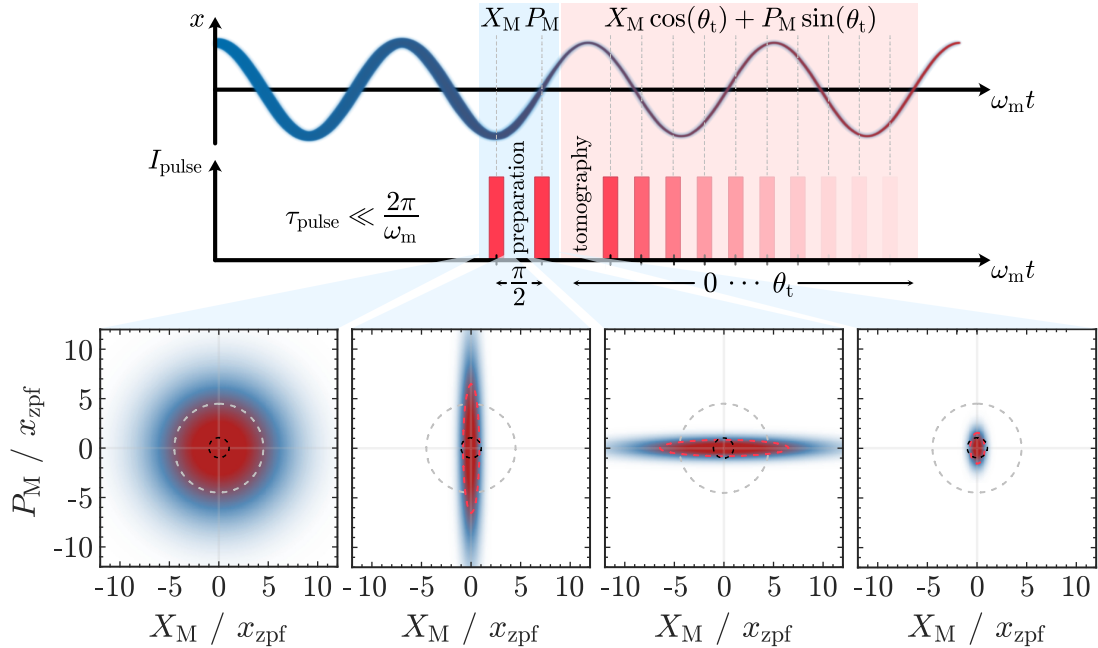 x
X_M P_M
X_M cos(θ_t) + P_M sin(θ_t)
ω_m t
I_pulse
τ_pulse ≪ 2π/ω_m
preparation
tomography
ω_m t
π/2
0 ··· θ_t
P_M / x_zpf
10
5
0
-5
-10
-10 -5 0 5 10
-10 -5 0 5 10
-10 -5 0 5 10
-10 -5 0 5 10
X_M / x_zpf
X_M / x_zpf
X_M / x_zpf
X_M / x_zpf